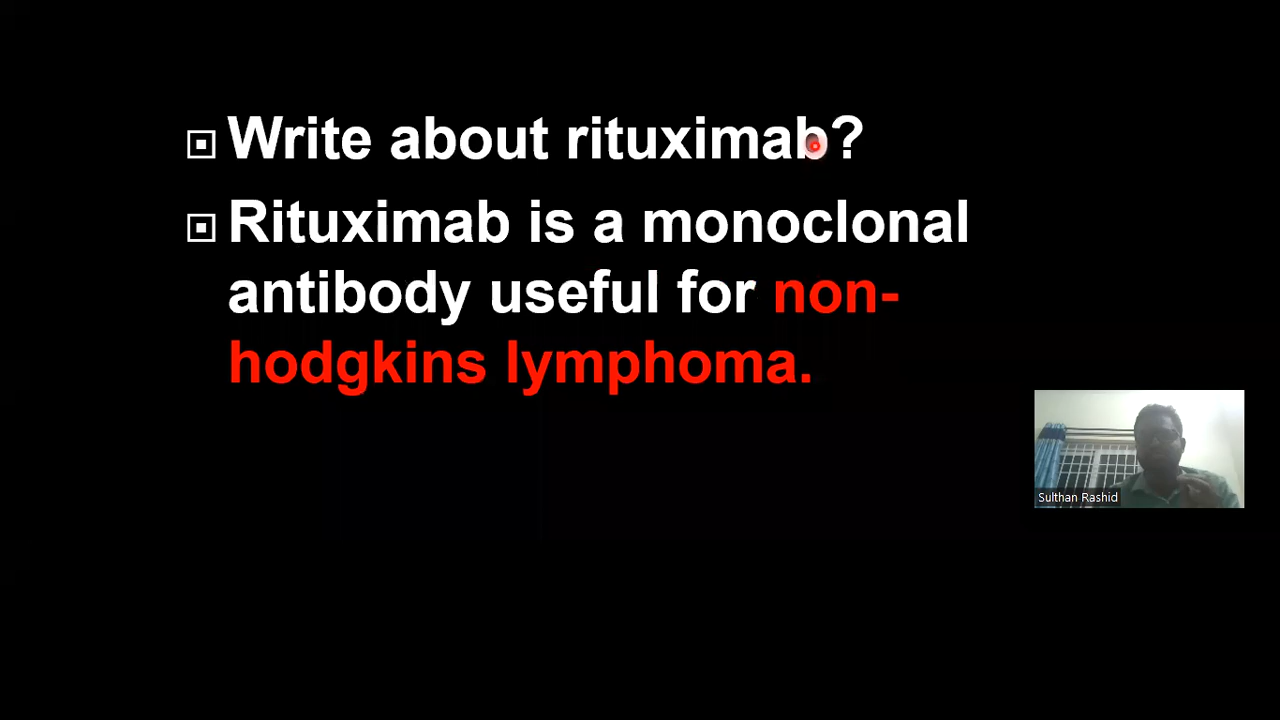 Write about rituximab?
Rituximab is a monoclonal
antibody useful for non-
hodgkins lymphoma.
Sulthan Rashid